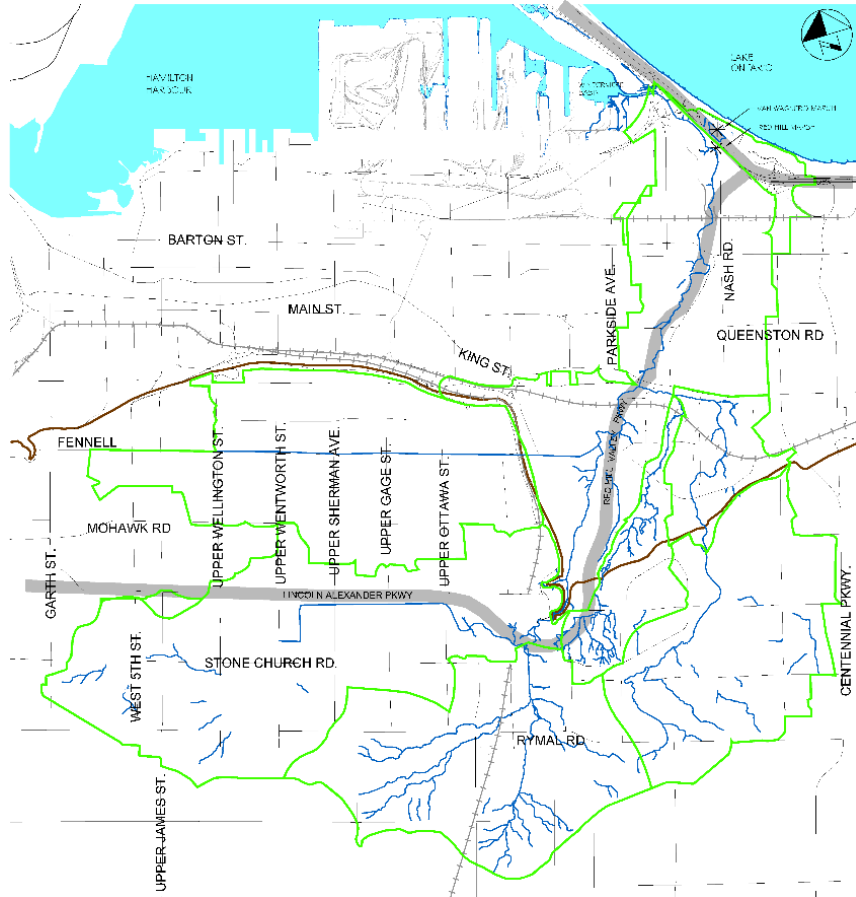 HAMILTON
HARBOUR
LAKE
ONTARIO
VAN WAGNERS MARSH
RED HILL MARSH
BARTON ST.
MAIN ST.
KING ST.
PARKSIDE AVE.
NASH RD.
QUEENSTON RD
RED HILL VALLEY PKWY
FENNELL
MOHAWK RD
GARTH ST.
UPPER WELLINGTON ST.
UPPER WENTWORTH ST.
UPPER SHERMAN AVE.
UPPER GAGE ST.
UPPER OTTAWA ST.
LINCOLN ALEXANDER PKWY
WEST 5TH ST.
STONE CHURCH RD.
CENTENNIAL PKWY.
RYMAL RD
UPPER JAMES ST.